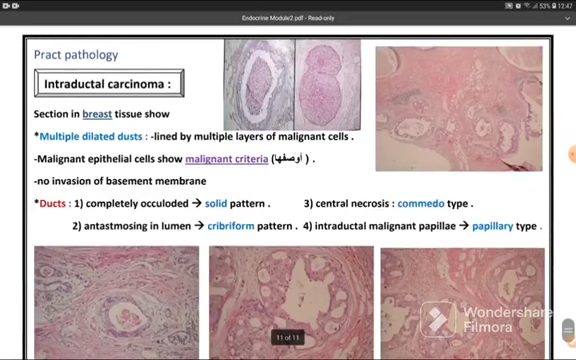 53% 12:47
Endocrine Module2.pdf - Read-only
Pract pathology
Intraductal carcinoma :
Section in breast tissue show
*Multiple dilated dusts : -lined by multiple layers of malignant cells .
-Malignant epithelial cells show malignant criteria (أوصفها ) .
-no invasion of basement membrane
*Ducts : 1) completely occuloded → solid pattern . 3) central necrosis : commedo type .
2) antastmosing in lumen → cribriform pattern . 4) intraductal malignant papillae → papillary type .
Wondershare
Filmora
11 of 11